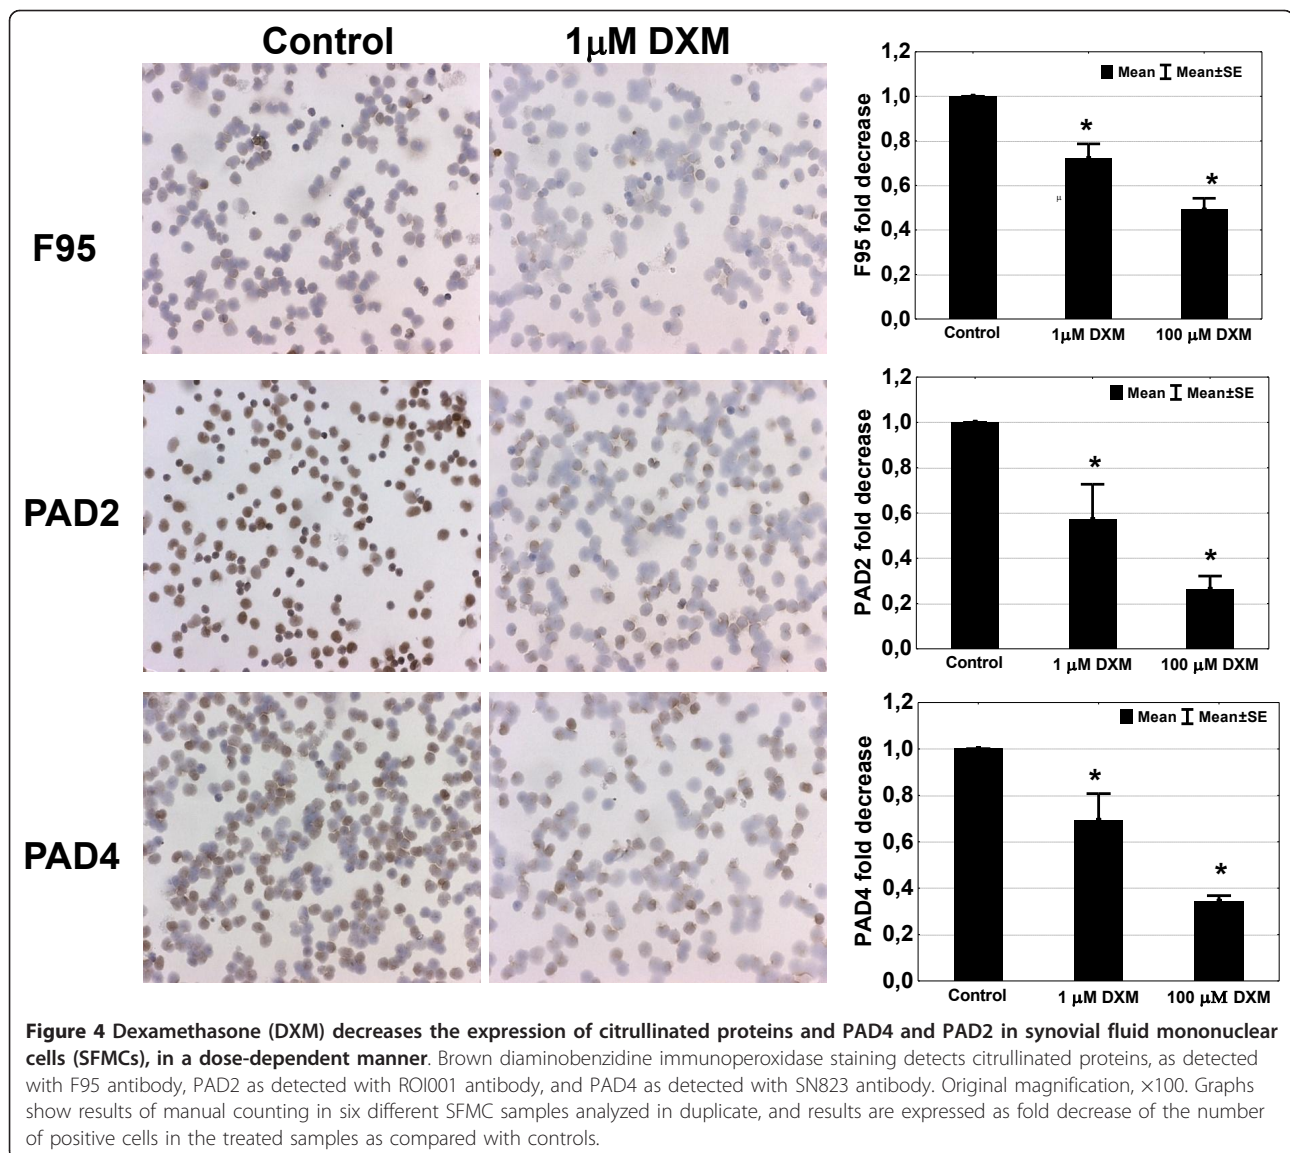 Control
1μM DXM
F95
1,2
1,0
0,8
0,6
0,4
0,2
0,0
F95 fold decrease
Mean Mean±SE
*
*
μ
Control
1μM DXM
100 μM DXM
PAD2
1,2
1,0
0,8
0,6
0,4
0,2
0,0
PAD2 fold decrease
Mean Mean±SE
*
*
Control
1 μM DXM
100 μM DXM
PAD4
1,2
1,0
0,8
0,6
0,4
0,2
0,0
PAD4 fold decrease
Mean Mean±SE
*
*
Control
1 μM DXM
100 μM DXM
Figure 4 Dexamethasone (DXM) decreases the expression of citrullinated proteins and PAD4 and PAD2 in synovial fluid mononuclear
cells (SFMCs), in a dose-dependent manner. Brown diaminobenzidine immunoperoxidase staining detects citrullinated proteins, as detected
with F95 antibody, PAD2 as detected with ROI001 antibody, and PAD4 as detected with SN823 antibody. Original magnification, ×100. Graphs
show results of manual counting in six different SFMC samples analyzed in duplicate, and results are expressed as fold decrease of the number
of positive cells in the treated samples as compared with controls.